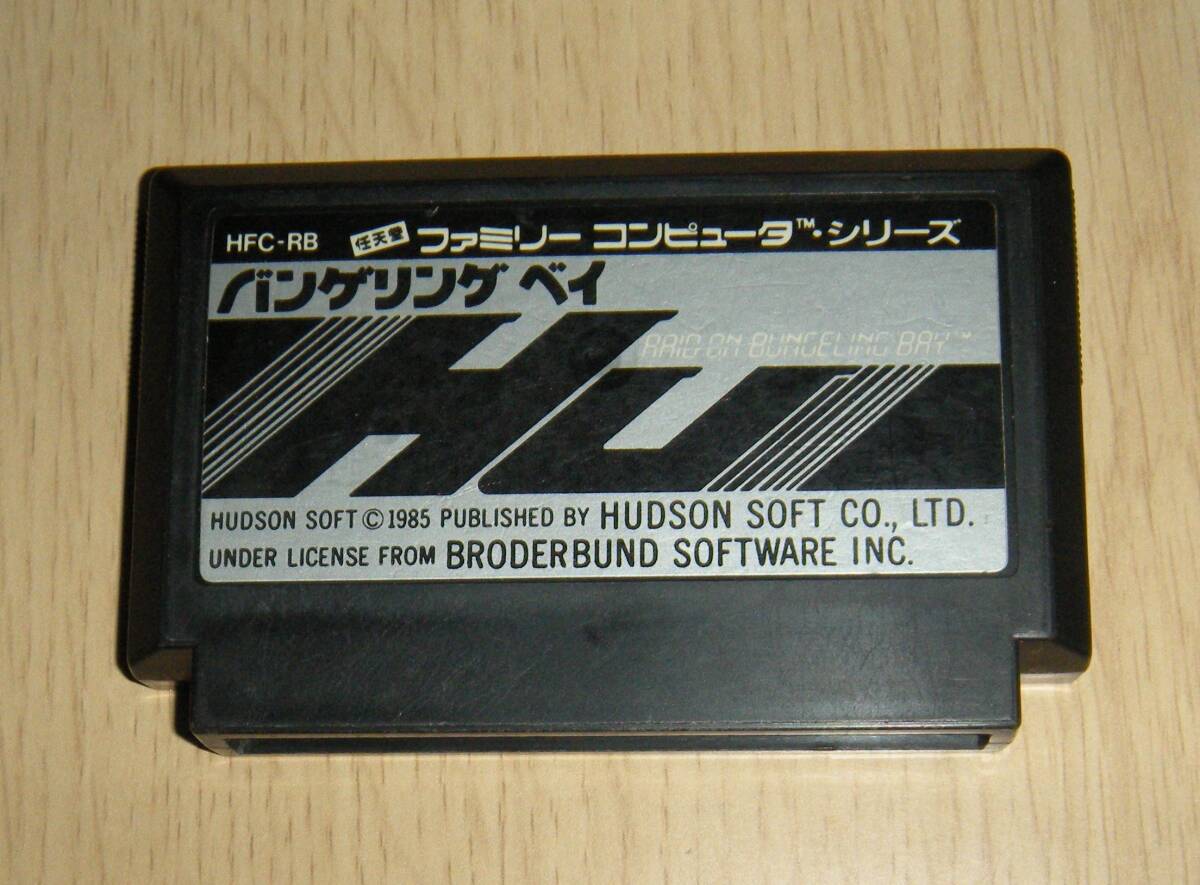 HFC-RB 任天堂 ファミリー コンピュータ™・シリーズ
バンゲリング ベイ
HU
RAID ON BUNGELING BAY™
HUDSON SOFT © 1985 PUBLISHED BY HUDSON SOFT CO., LTD.
UNDER LICENSE FROM BRODERBUND SOFTWARE INC.